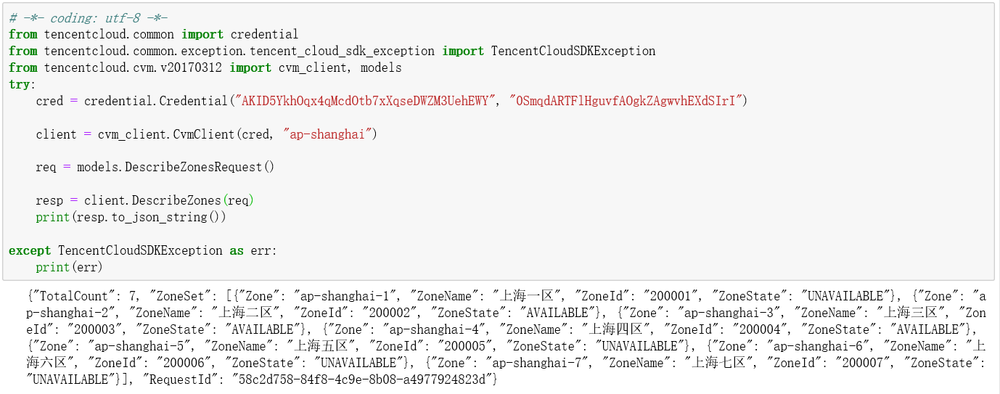 # -*- coding: utf-8 -*-
from tencentcloud.common import credential
from tencentcloud.common.exception.tencent_cloud_sdk_exception import TencentCloudSDKException
from tencentcloud.cvm.v20170312 import cvm_client, models
try:
    cred = credential.Credential("AKID5YkhOqx4qMcdOtb7xXqseDWZM3UehEWY", "OSmqdARTFlHguvfAOgkZAgwvhEXdSIrI")
    client = cvm_client.CvmClient(cred, "ap-shanghai")
    req = models.DescribeZonesRequest()
    resp = client.DescribeZones(req)
    print(resp.to_json_string())
except TencentCloudSDKException as err:
    print(err)
{"TotalCount": 7, "ZoneSet": [{"Zone": "ap-shanghai-1", "ZoneName": "上海一区", "ZoneId": "200001", "ZoneState": "UNAVAILABLE"}, {"Zone": "a
p-shanghai-2", "ZoneName": "上海二区", "ZoneId": "200002", "ZoneState": "AVAILABLE"}, {"Zone": "ap-shanghai-3", "ZoneName": "上海三区", "Zon
eId": "200003", "ZoneState": "AVAILABLE"}, {"Zone": "ap-shanghai-4", "ZoneName": "上海四区", "ZoneId": "200004", "ZoneState": "AVAILABLE"},
{"Zone": "ap-shanghai-5", "ZoneName": "上海五区", "ZoneId": "200005", "ZoneState": "UNAVAILABLE"}, {"Zone": "ap-shanghai-6", "ZoneName": "上
海六区", "ZoneId": "200006", "ZoneState": "UNAVAILABLE"}, {"Zone": "ap-shanghai-7", "ZoneName": "上海七区", "ZoneId": "200007", "ZoneState":
"UNAVAILABLE"}], "RequestId": "58c2d758-84f8-4c9e-8b08-a4977924823d"}